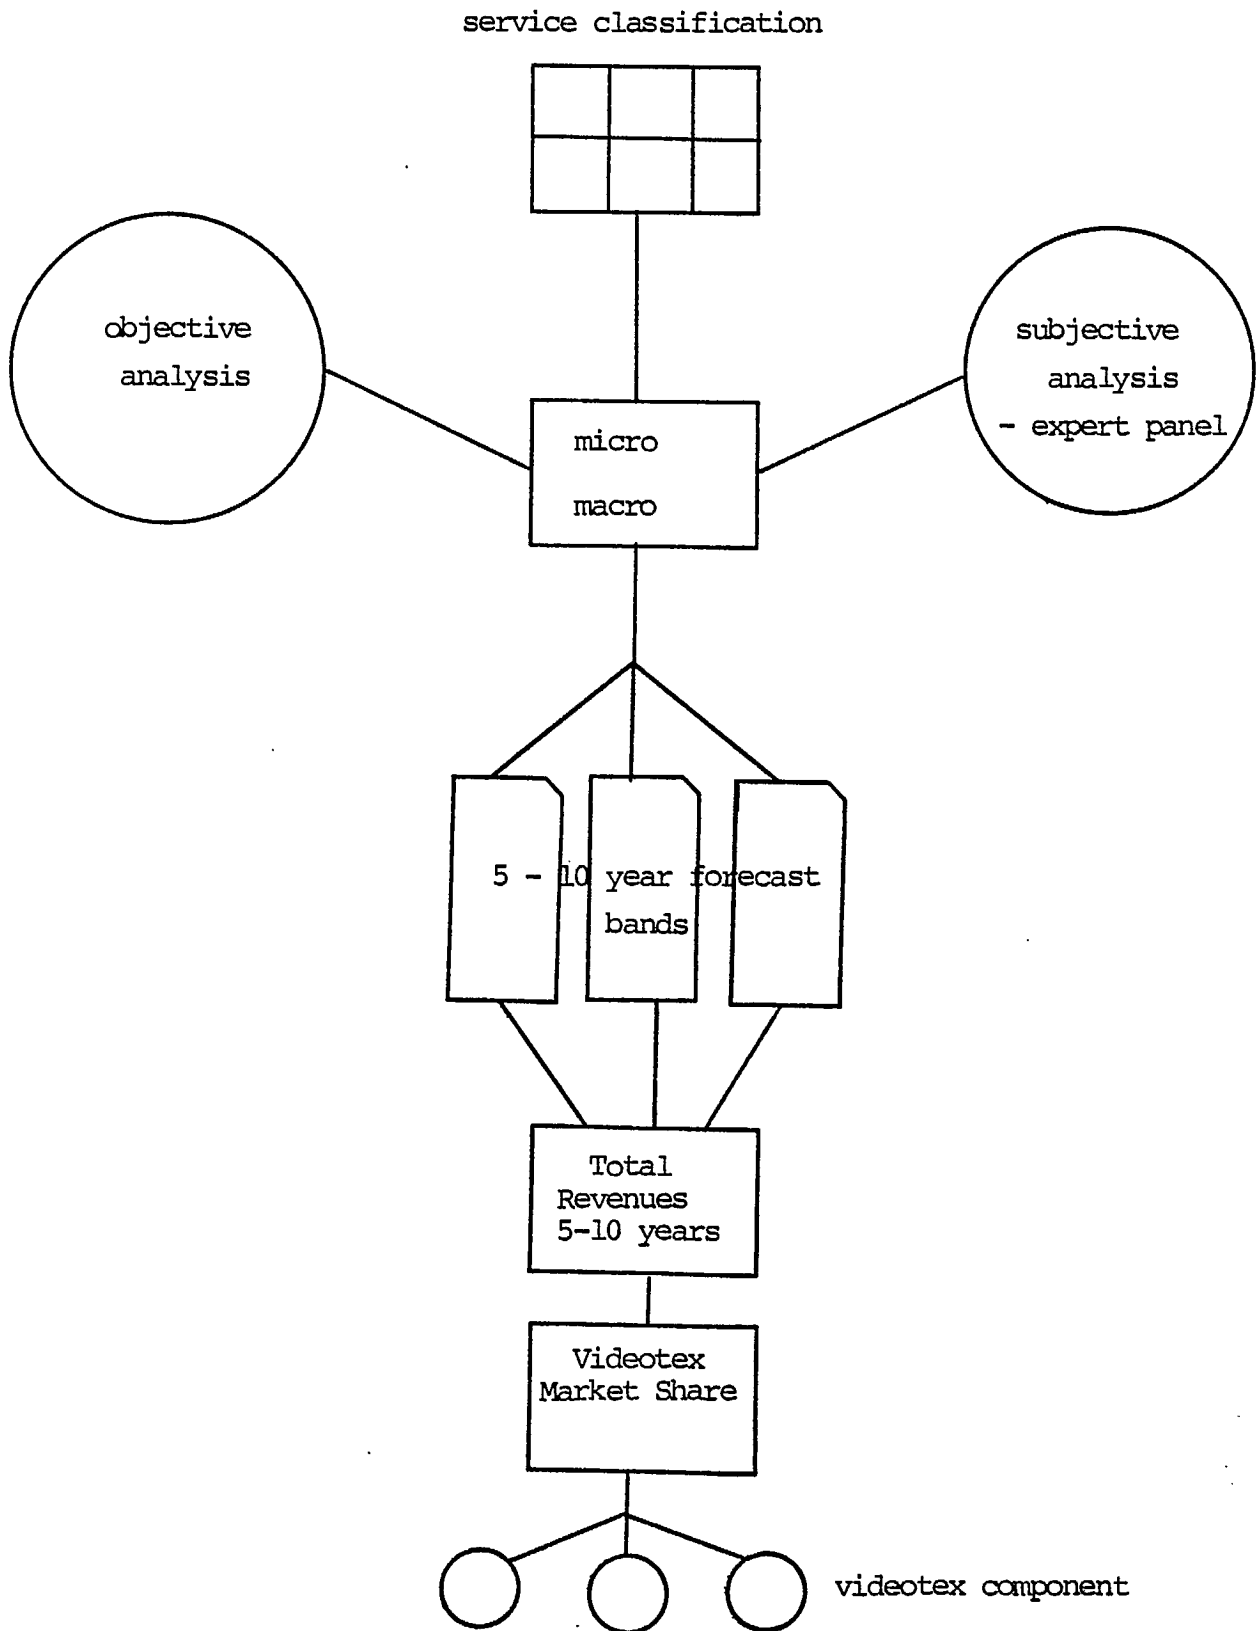 service classification
objective
analysis
subjective
analysis
- expert panel
micro
macro
5 - 10 year forecast
bands
Total
Revenues
5-10 years
Videotex
Market Share
videotex component